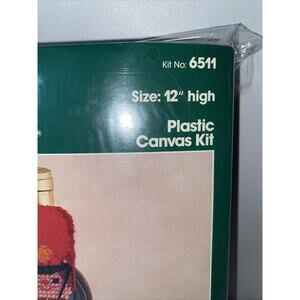 Kit No: 6511
Size: 12" high
Plastic
Canvas Kit